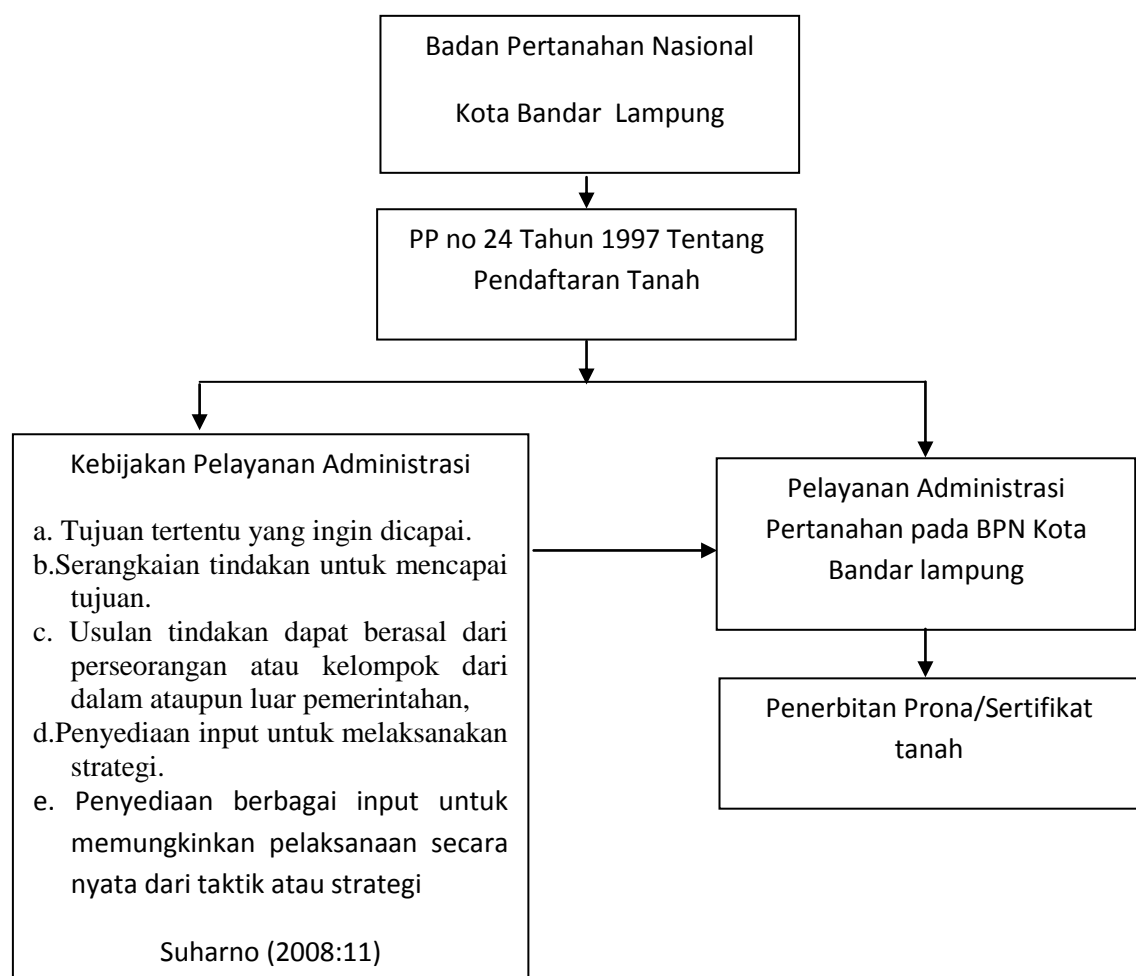 Badan Pertanahan Nasional
Kota Bandar Lampung
PP no 24 Tahun 1997 Tentang
Pendaftaran Tanah
Kebijakan Pelayanan Administrasi
a. Tujuan tertentu yang ingin dicapai.
b.Serangkaian tindakan untuk mencapai
tujuan.
c. Usulan tindakan dapat berasal dari
perseorangan atau kelompok dari
dalam ataupun luar pemerintahan,
d.Penyediaan input untuk melaksanakan
strategi.
e. Penyediaan berbagai input untuk
memungkinkan pelaksanaan secara
nyata dari taktik atau strategi
Suharno (2008:11)
Pelayanan Administrasi
Pertanahan pada BPN Kota
Bandar lampung
Penerbitan Prona/Sertifikat
tanah